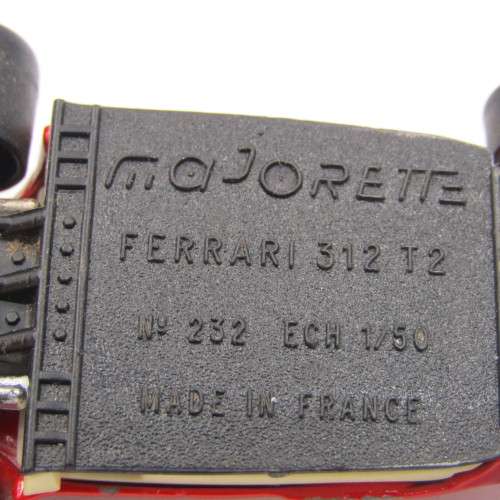 MAJORETTE
FERRARI 312 T2
Nº 232 ECH 1/50
MADE IN FRANCE